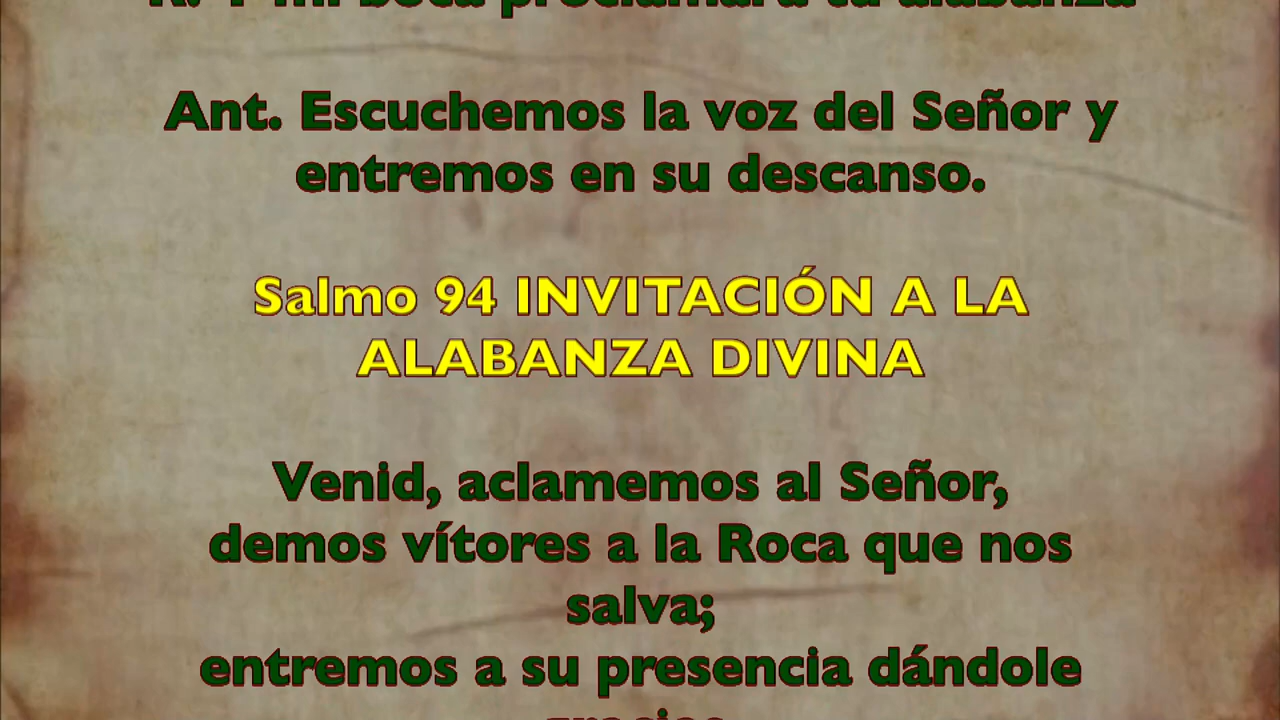 R. Y mi boca proclamará tu alabanza
Ant. Escuchemos la voz del Señor y
entremos en su descanso.
Salmo 94 INVITACIÓN A LA
ALABANZA DIVINA
Venid, aclamemos al Señor,
demos vítores a la Roca que nos
salva;
entremos a su presencia dándole